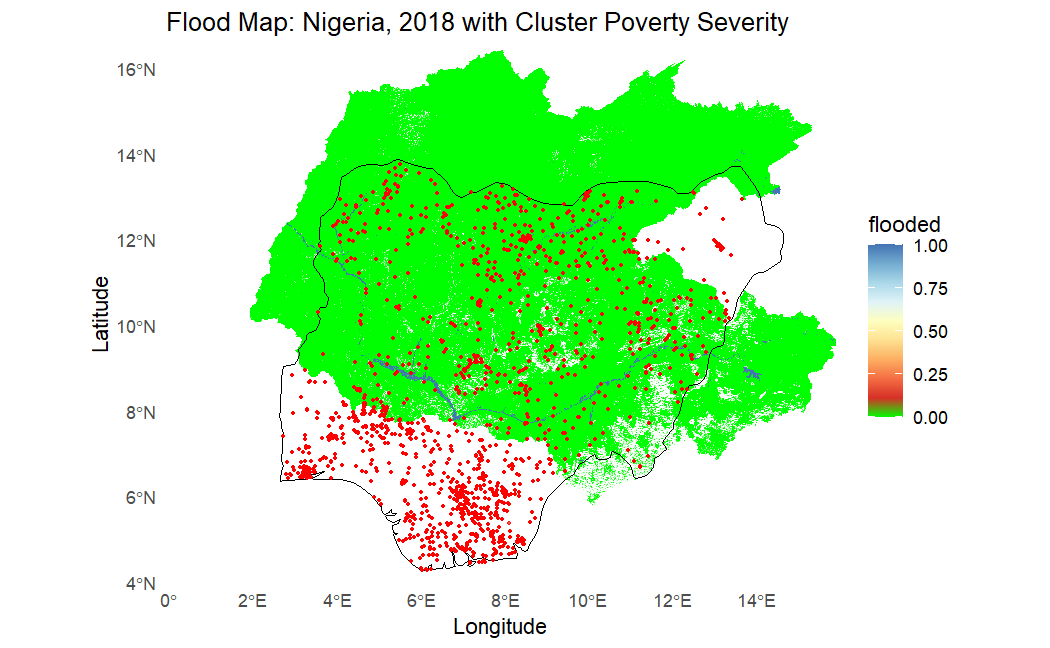 Flood Map: Nigeria, 2018 with Cluster Poverty Severity
16°N
14°N
12°N
10°N
8°N
6°N
4°N
Latitude
0°
2°E
4°E
6°E
8°E
10°E
12°E
14°E
Longitude
flooded
1.00
0.75
0.50
0.25
0.00